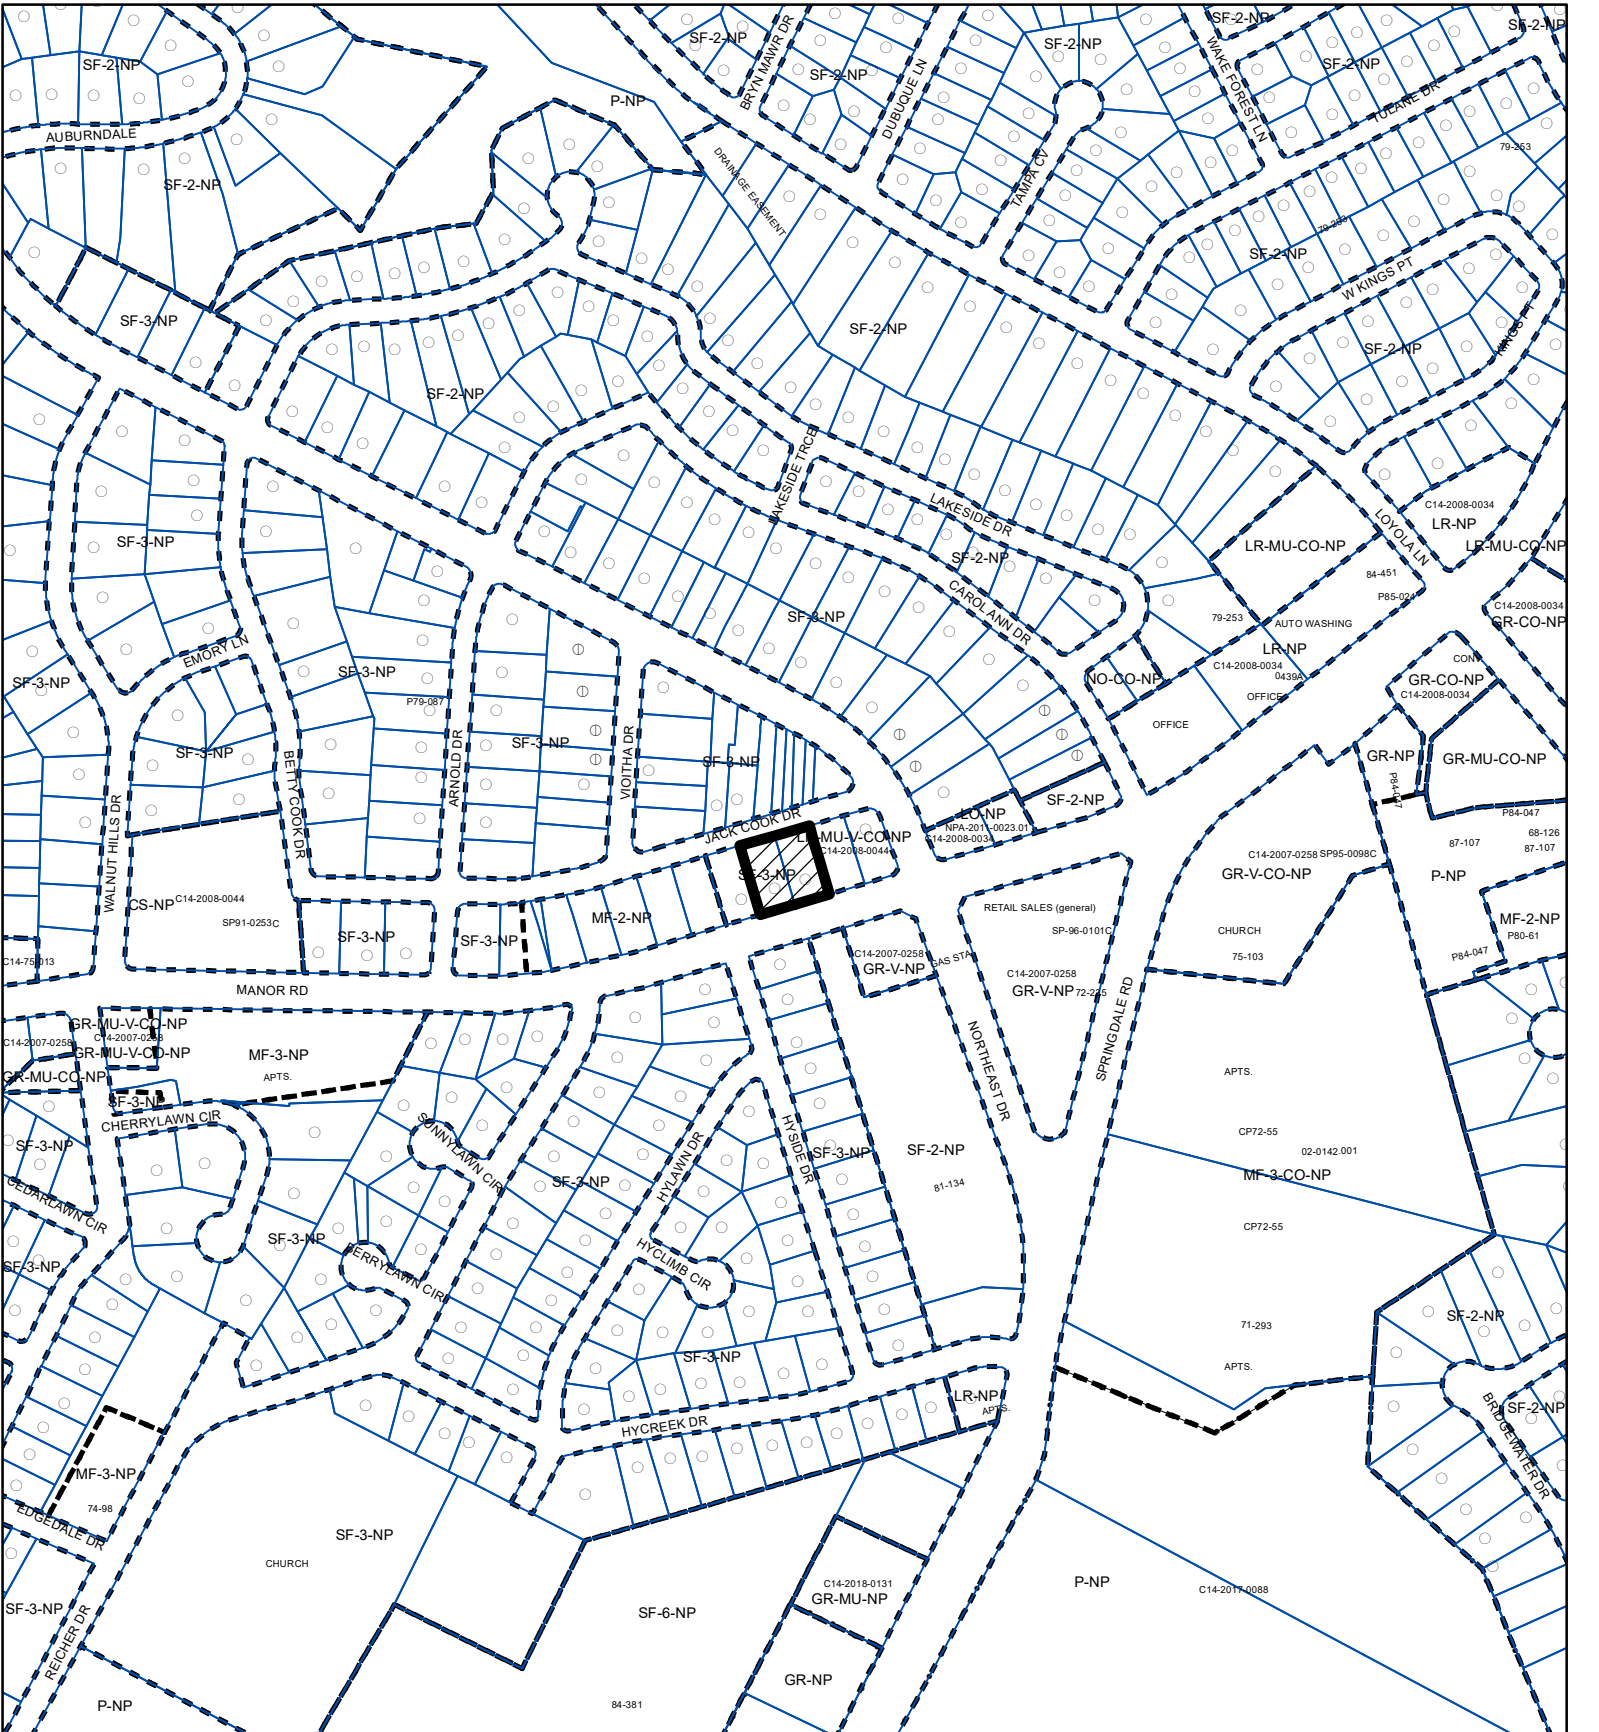 SF-2-NP
SF-2-NP
SF-2-NP
SF-2-NP
SF-2-NP
SF-2-NP
SF-2-NP
BRYN MAWR DR
DUBUQUE LN
WAKE FOREST LN
TULANE DR
P-NP
AUBURNDALE
79-253
DRAINAGE EASEMENT
TAMPA CV
SF-2-NP
79-253
SF-2-NP
W KINGS PT
KINGS PT
SF-3-NP
SF-2-NP
SF-2-NP
SF-2-NP
LAKESIDE TRCE
LAKESIDE DR
LOYOLA LN
C14-2008-0034
LR-NP
SF-3-NP
LR-MU-CO-NP
LR-MU-CO-NP
SF-2-NP
84-451
P85-024
CAROLANN DR
C14-2008-0034
GR-CO-NP
SF-3-NP
79-253
AUTO WASHING
EMORY LN
LR-NP
CONV
SF-3-NP
SF-3-NP
NO-CO-NP
C14-2008-0034
0439A
GR-CO-NP
C14-2008-0034
P79-087
OFFICE
OFFICE
SF-3-NP
SF-3-NP
SF-3-NP
GR-NP
GR-MU-CO-NP
BETTY COOK DR
ARNOLD DR
VIOITHA DR
P84-047
WALNUT HILLS DR
SF-2-NP
LO-NP
NPA-2011-0023.01
C14-2008-0034
P84-047
JACK COOK DR
LR-MU-V-CO-NP
C14-2008-0044
68-126
87-107
87-107
C14-2007-0258
SP95-0098C
GR-V-CO-NP
P-NP
SF-3-NP
CS-NP
C14-2008-0044
SP91-0253C
MF-2-NP
RETAIL SALES (general)
SP-96-0101C
MF-2-NP
P80-61
SF-3-NP
SF-3-NP
CHURCH
75-103
P84-047
C14-75-013
C14-2007-0258
GR-V-NP
GAS STA.
C14-2007-0258
GR-V-NP
72-225
MANOR RD
GR-MU-V-CO-NP
C14-2007-0258
C14-2007-0258
GR-MU-V-CO-NP
GR-MU-CO-NP
MF-3-NP
APTS.
NORTHEAST DR
SPRINGDALE RD
APTS.
SF-3-NP
CHERRYLAWN CIR
SUNNYLAWN CIR
HYLAWN DR
HYSIDE DR
SF-3-NP
SF-3-NP
SF-3-NP
SF-2-NP
81-134
CP72-55
02-0142.001
MF-3-CO-NP
CEDARLAWN CIR
SF-3-NP
SF-3-NP
BERRYLAWN CIR
HYCLIMB CIR
CP72-55
SF-3-NP
71-293
SF-2-NP
APTS.
LR-NP
APTS.
HYCREEK DR
SF-2-NP
BRIDGEWATER DR
MF-3-NP
74-98
EDGEDALE DR
SF-3-NP
CHURCH
C14-2018-0131
GR-MU-NP
P-NP
C14-2017-0088
SF-3-NP
SF-6-NP
REICHER DR
GR-NP
P-NP
84-381